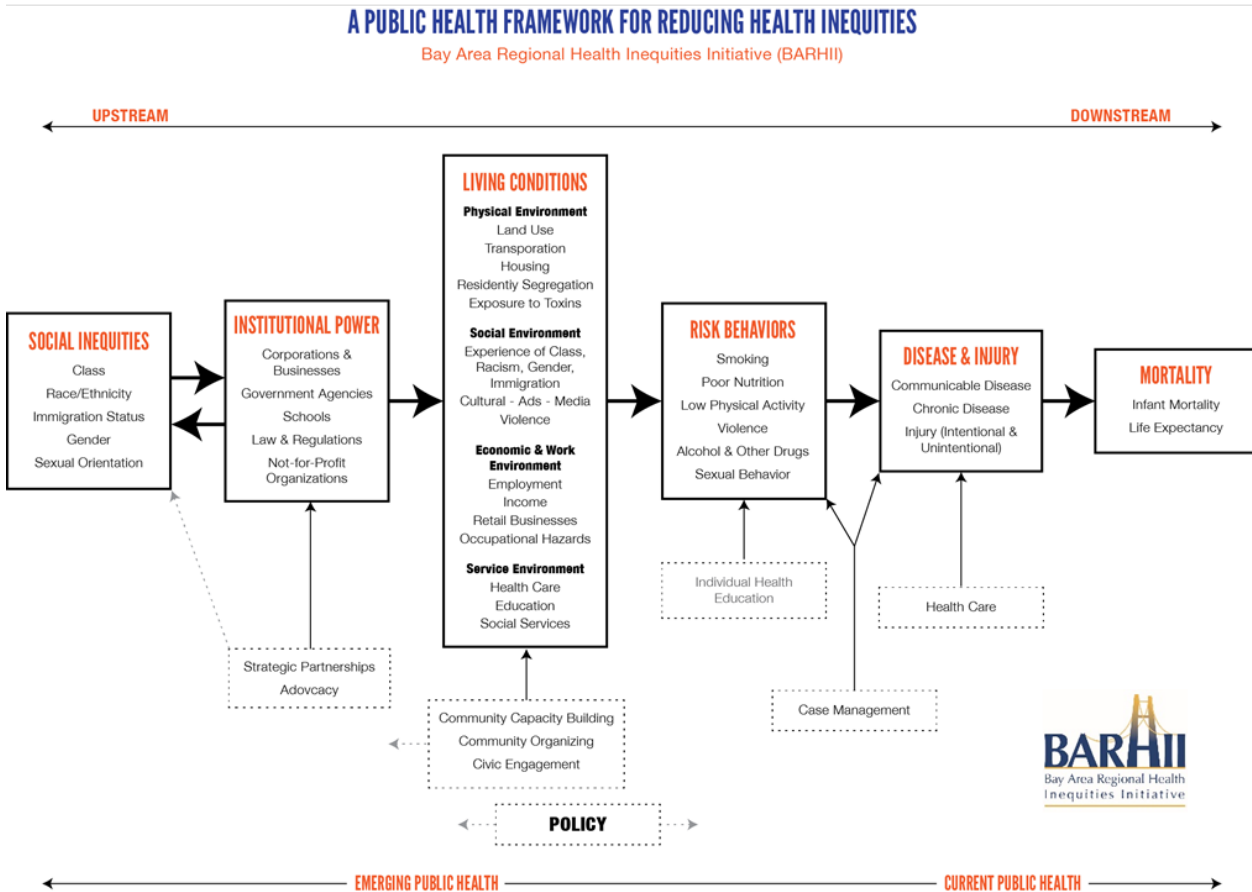 A PUBLIC HEALTH FRAMEWORK FOR REDUCING HEALTH INEQUITIES
Bay Area Regional Health Inequities Initiative (BARHII)
UPSTREAM
DOWNSTREAM
SOCIAL INEQUITIES
Class
Race/Ethnicity
Immigration Status
Gender
Sexual Orientation
INSTITUTIONAL POWER
Corporations &
Businesses
Government Agencies
Schools
Law & Regulations
Not-for-Profit
Organizations
LIVING CONDITIONS
Physical Environment
Land Use
Transporation
Housing
Residently Segregation
Exposure to Toxins
Social Environment
Experience of Class,
Racism, Gender,
Immigration
Cultural - Ads - Media
Violence
Economic & Work
Environment
Employment
Income
Retail Businesses
Occupational Hazards
Service Environment
Health Care
Education
Social Services
RISK BEHAVIORS
Smoking
Poor Nutrition
Low Physical Activity
Violence
Alcohol & Other Drugs
Sexual Behavior
DISEASE & INJURY
Communicable Disease
Chronic Disease
Injury (Intentional &
Unintentional)
MORTALITY
Infant Mortality
Life Expectancy
Strategic Partnerships
Adovcacy
Community Capacity Building
Community Organizing
Civic Engagement
Individual Health
Education
Case Management
Health Care
POLICY
BARHII
Bay Area Regional Health
Inequities Initiative
EMERGING PUBLIC HEALTH
CURRENT PUBLIC HEALTH